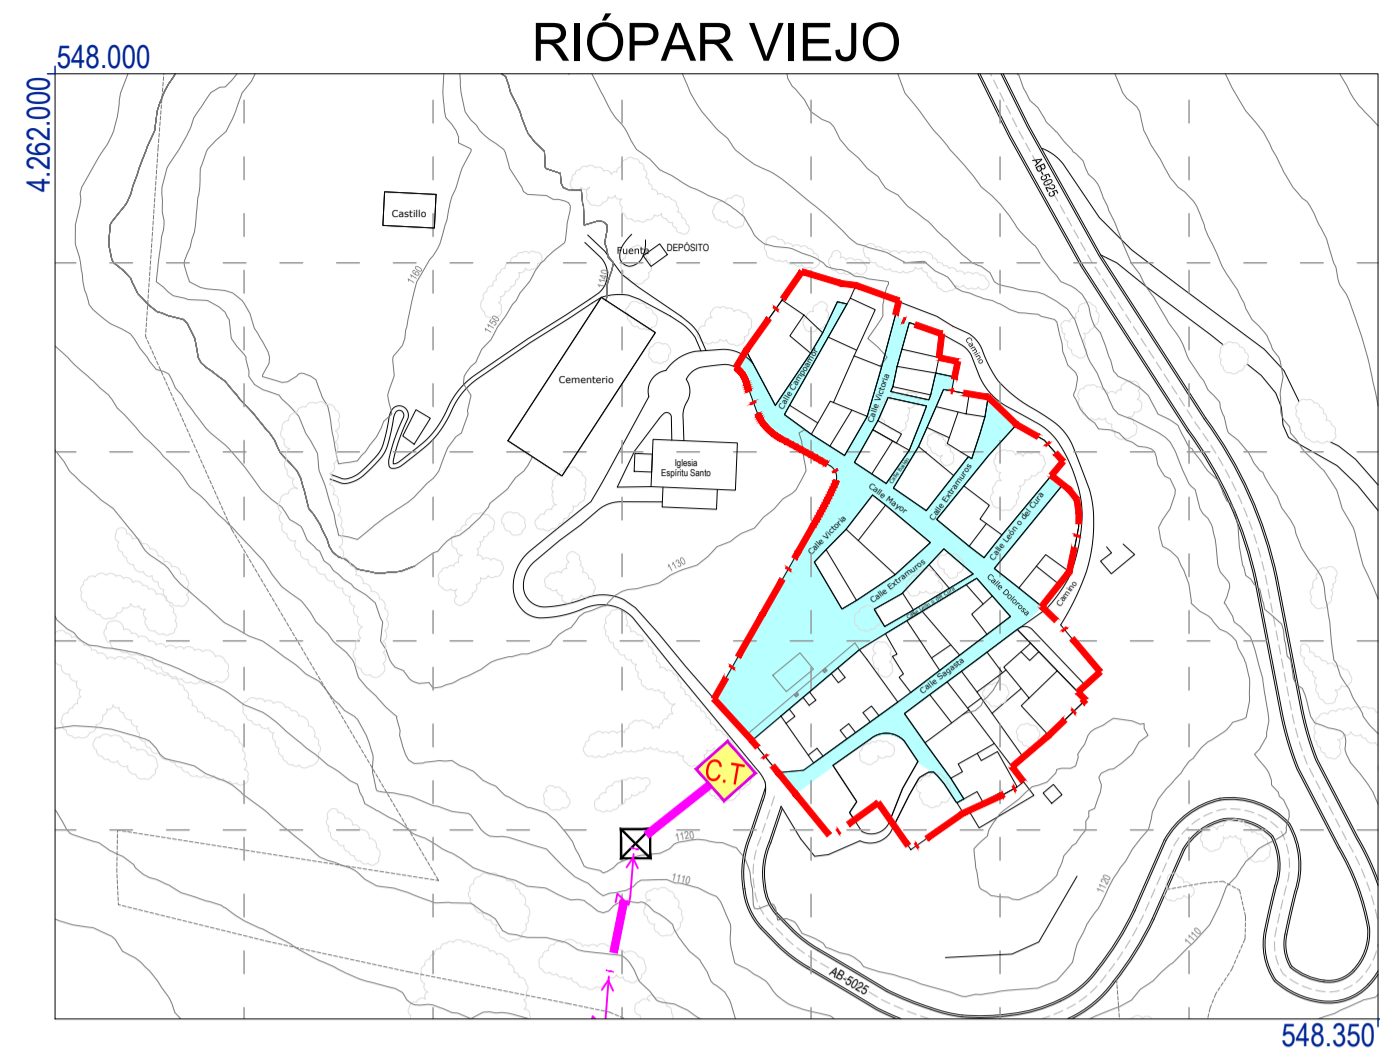 RIÓPAR VIEJO
548.000
4.262.000
AB-5025
Castillo
Fuente
DEPÓSITO
1160
1140
1150
Camino
Cementerio
Calle Campoamor
Calle Victoria
Iglesia
Espíritu Santo
Calle Mayor
Calle Extramuros
Calle León o del Cura
Calle Victoria
1130
Calle Extramuros
Calle Dolorosa
Camino
Calle Sagasta
C.T
1120
1110
1120
1110
AB-5025
548.350